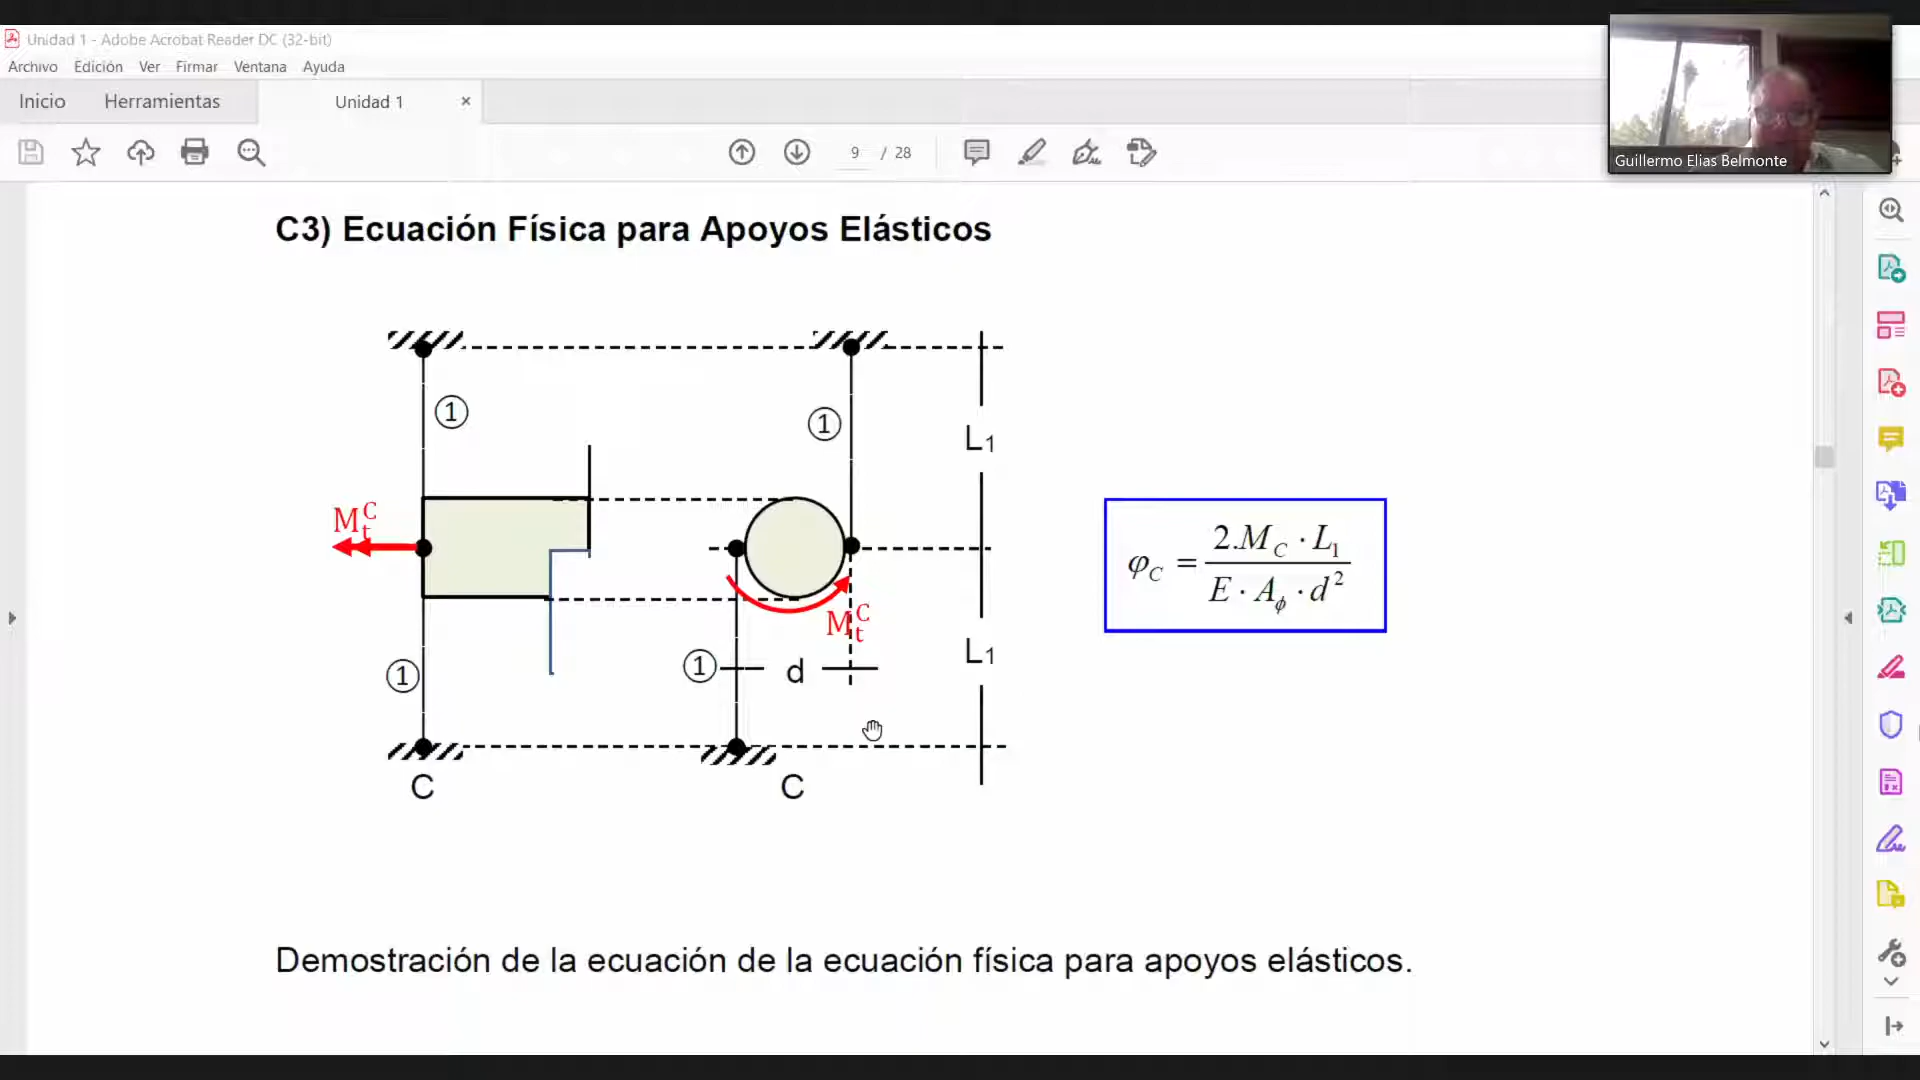 Unidad 1 - Adobe Acrobat Reader DC (32-bit)
Archivo Edición Ver Firmar Ventana Ayuda
Inicio Herramientas Unidad 1 ×
9 / 28
Guillermo Elias Belmonte
C3) Ecuación Física para Apoyos Elásticos
① ① L₁
M_t^C
φ_C = 2.M_C · L₁ / E · A_ϕ · d²
M_t^C
① ① d L₁
C C
Demostración de la ecuación de la ecuación física para apoyos elásticos.